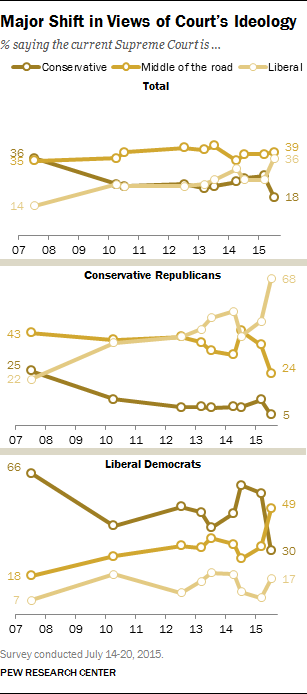 Major Shift in Views of Court's Ideology
% saying the current Supreme Court is ...
Conservative Middle of the road Liberal
Total
36
35
14
39
36
18
07 08 09 10 11 12 13 14 15
Conservative Republicans
43
25
22
68
24
5
07 08 09 10 11 12 13 14 15
Liberal Democrats
66
18
7
49
30
17
07 08 09 10 11 12 13 14 15
Survey conducted July 14-20, 2015.
PEW RESEARCH CENTER